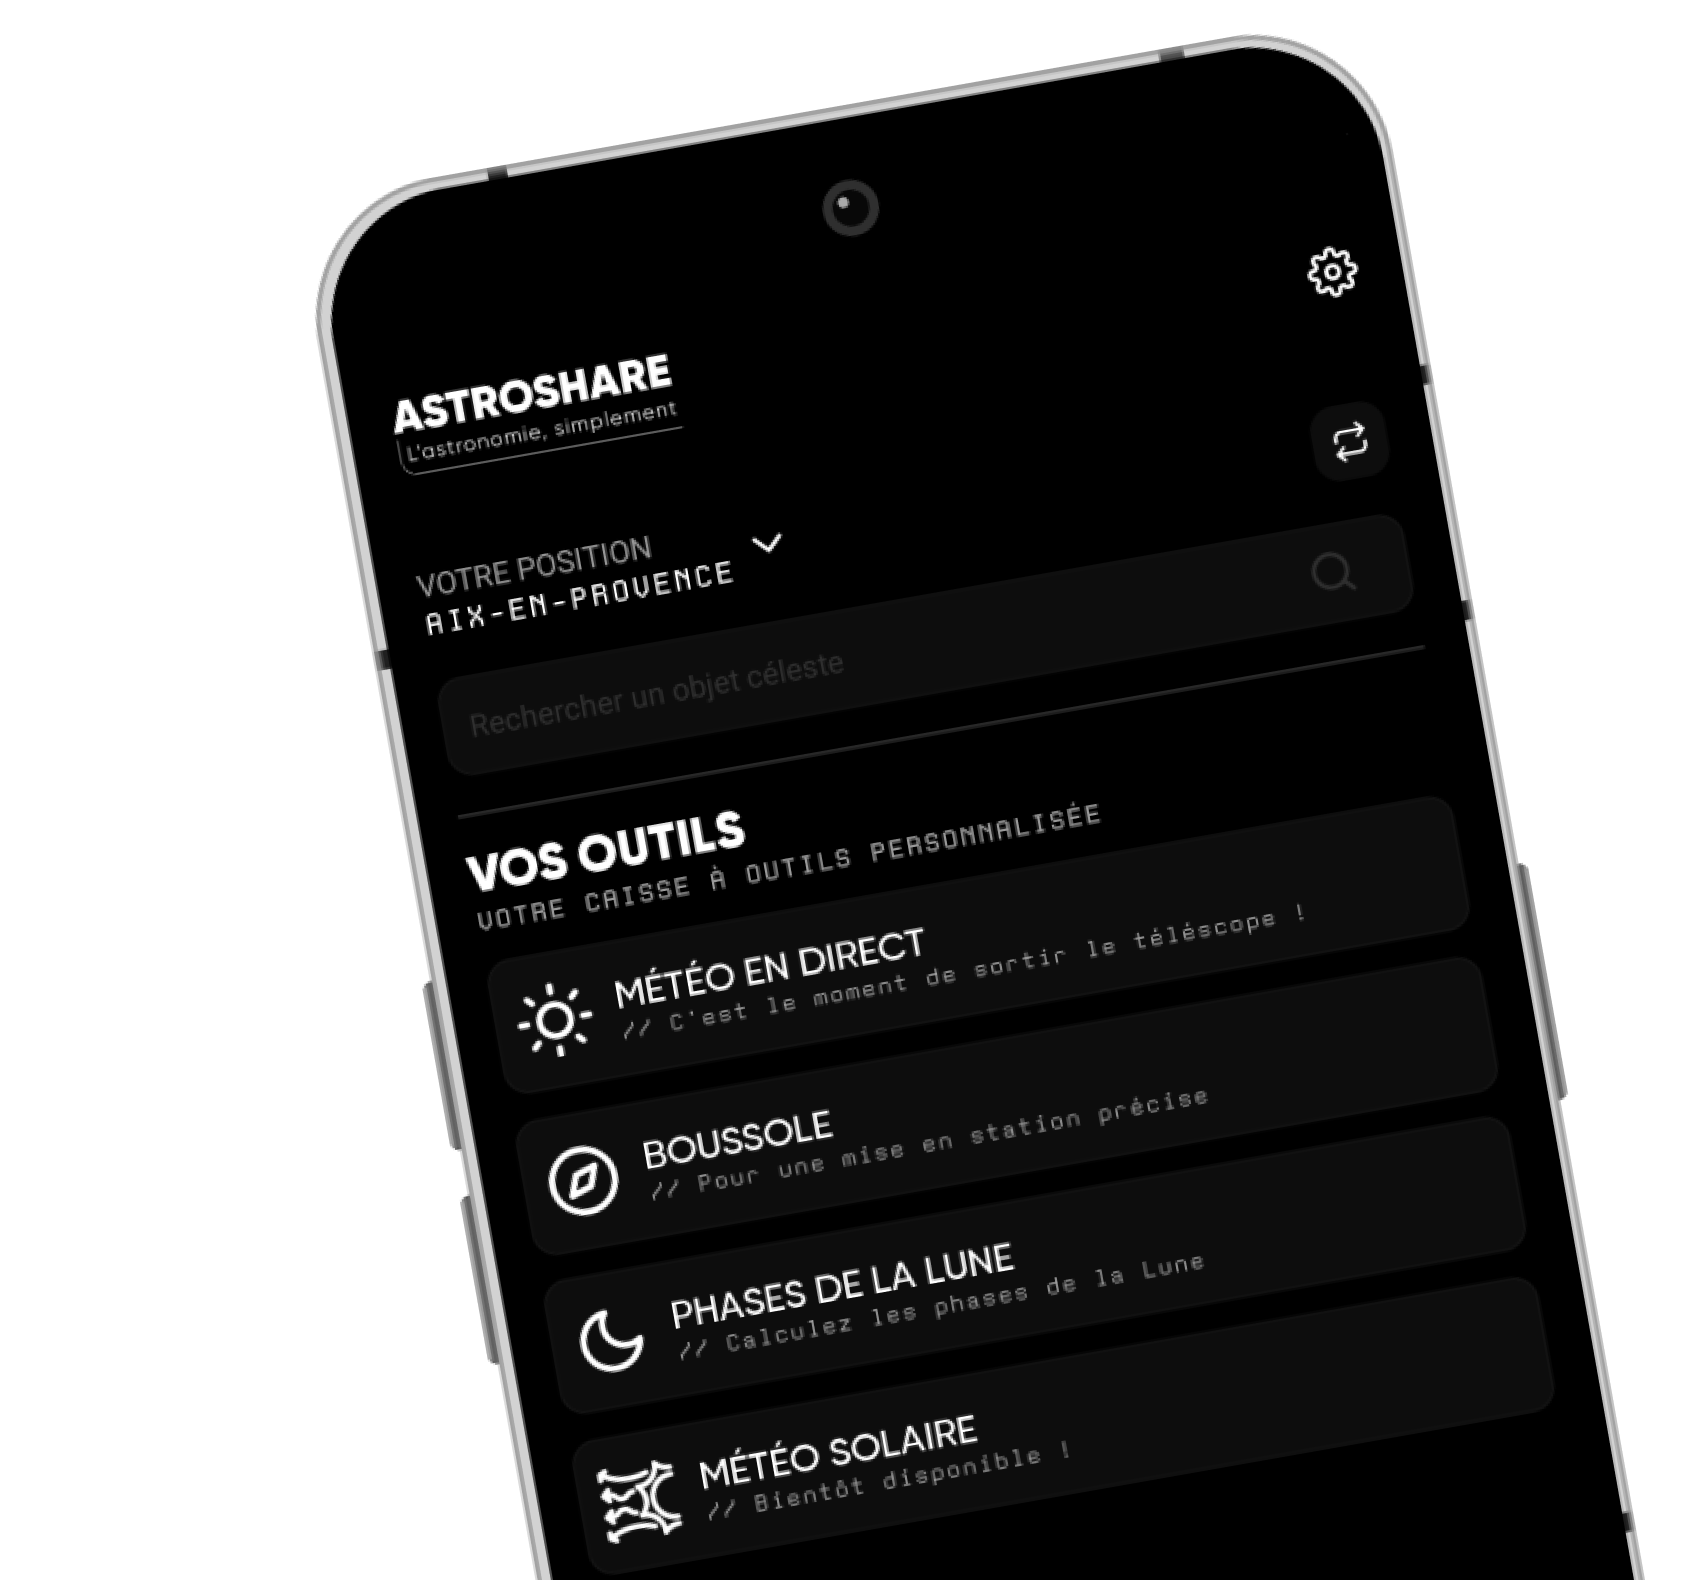 ASTROSHARE
L'astronomie, simplement
VOTRE POSITION
AIX-EN-PROVENCE
Rechercher un objet céleste
VOS OUTILS
VOTRE CAISSE À OUTILS PERSONNALISÉE
MÉTÉO EN DIRECT
// C'est le moment de sortir le téléscope !
BOUSSOLE
// Pour une mise en station précise
PHASES DE LA LUNE
// Calculez les phases de la Lune
MÉTÉO SOLAIRE
// Bientôt disponible !